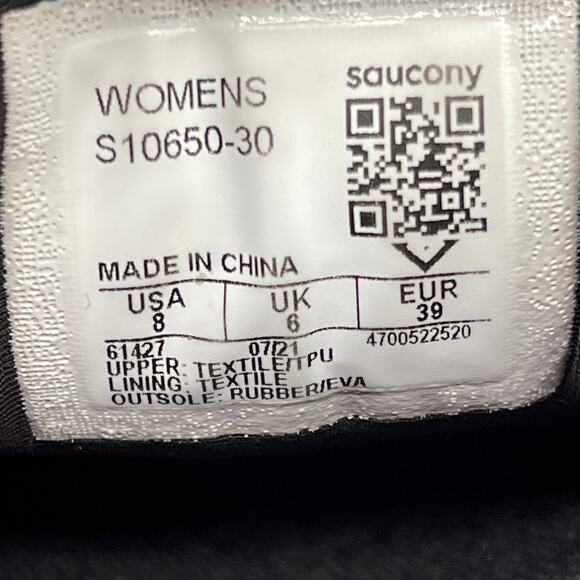 saucony
WOMENS
S10650-30
MADE IN CHINA
USA UK EUR
8 6 39
61427 07/21 4700522520
UPPER: TEXTILE/TPU
LINING: TEXTILE
OUTSOLE: RUBBER/EVA